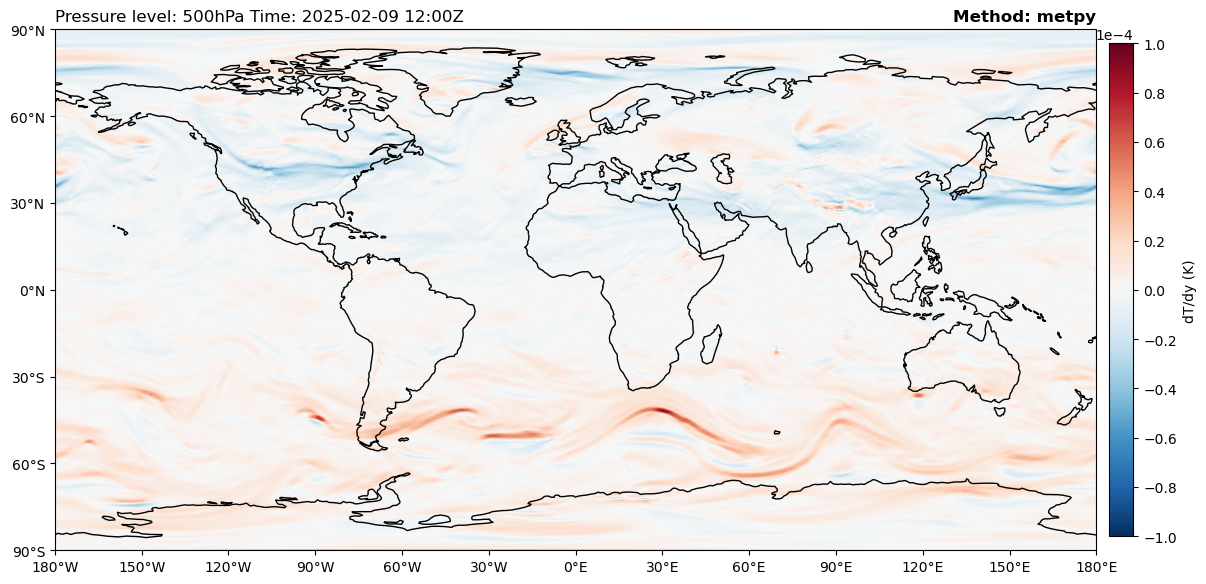 Pressure level: 500hPa Time: 2025-02-09 12:00Z
Method: metpy
1e−4
90°N
60°N
30°N
0°N
30°S
60°S
90°S
180°W
150°W
120°W
90°W
60°W
30°W
0°E
30°E
60°E
90°E
120°E
150°E
180°E
1.0
0.8
0.6
0.4
0.2
0.0
−0.2
−0.4
−0.6
−0.8
−1.0
dT/dy (K)